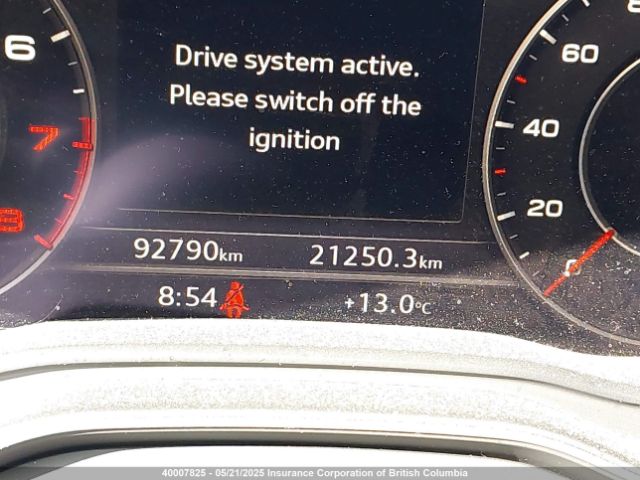 Drive system active.
Please switch off the
ignition
6
7
8
60
40
20
0
92790km
21250.3km
8:54
+13.0°C
40007825 - 05/21/2025 Insurance Corporation of British Columbia